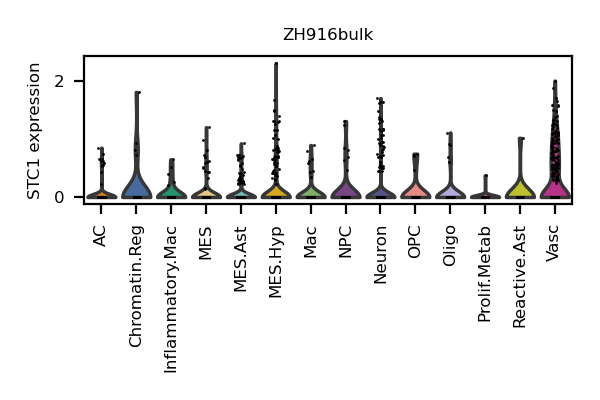 ZH916bulk
STC1 expression
2
0
AC
Chromatin.Reg
Inflammatory.Mac
MES
MES.Ast
MES.Hyp
Mac
NPC
Neuron
OPC
Oligo
Prolif.Metab
Reactive.Ast
Vasc